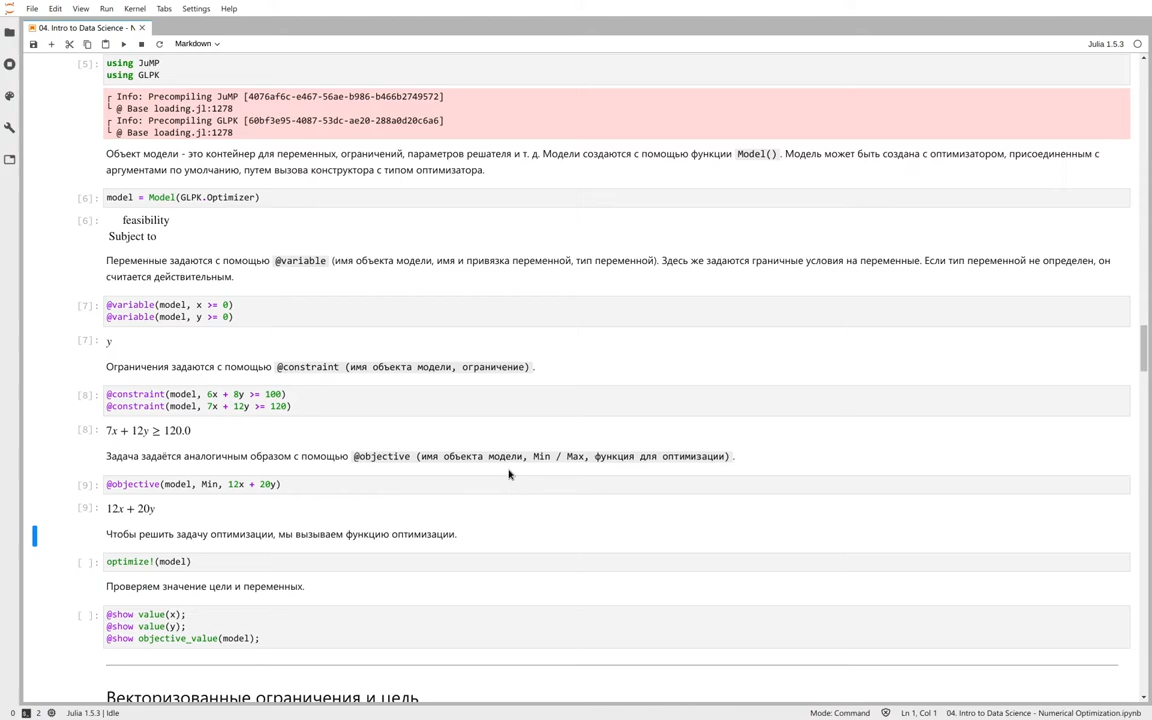 File Edit View Run Kernel Tabs Settings Help
04. Intro to Data Science - N
Markdown
Julia 1.5.3
[5]: using JuMP
using GLPK
┌ Info: Precompiling JuMP [4076af6c-e467-56ae-b986-b466b2749572]
└ @ Base loading.jl:1278
┌ Info: Precompiling GLPK [60bf3e95-4087-53dc-ae20-288a0d20c6a6]
└ @ Base loading.jl:1278
Объект модели - это контейнер для переменных, ограничений, параметров решателя и т. д. Модели создаются с помощью функции Model(). Модель может быть создана с оптимизатором, присоединенным с
аргументами по умолчанию, путем вызова конструктора с типом оптимизатора.
[6]: model = Model(GLPK.Optimizer)
[6]: feasibility
Subject to
Переменные задаются с помощью @variable (имя объекта модели, имя и привязка переменной, тип переменной). Здесь же задаются граничные условия на переменные. Если тип переменной не определен, он
считается действительным.
[7]: @variable(model, x >= 0)
@variable(model, y >= 0)
[7]: y
Ограничения задаются с помощью @constraint (имя объекта модели, ограничение).
[8]: @constraint(model, 6x + 8y >= 100)
@constraint(model, 7x + 12y >= 120)
[8]: 7x + 12y ≥ 120.0
Задача задаётся аналогичным образом с помощью @objective (имя объекта модели, Min / Max, функция для оптимизации).
[9]: @objective(model, Min, 12x + 20y)
[9]: 12x + 20y
Чтобы решить задачу оптимизации, мы вызываем функцию оптимизации.
[ ]: optimize!(model)
Проверяем значение цели и переменных.
[ ]: @show value(x);
@show value(y);
@show objective_value(model);
Векторизованные ограничения и цель
0 2 Julia 1.5.3 | Idle Mode: Command Ln 1, Col 1 04. Intro to Data Science - Numerical Optimization.ipynb